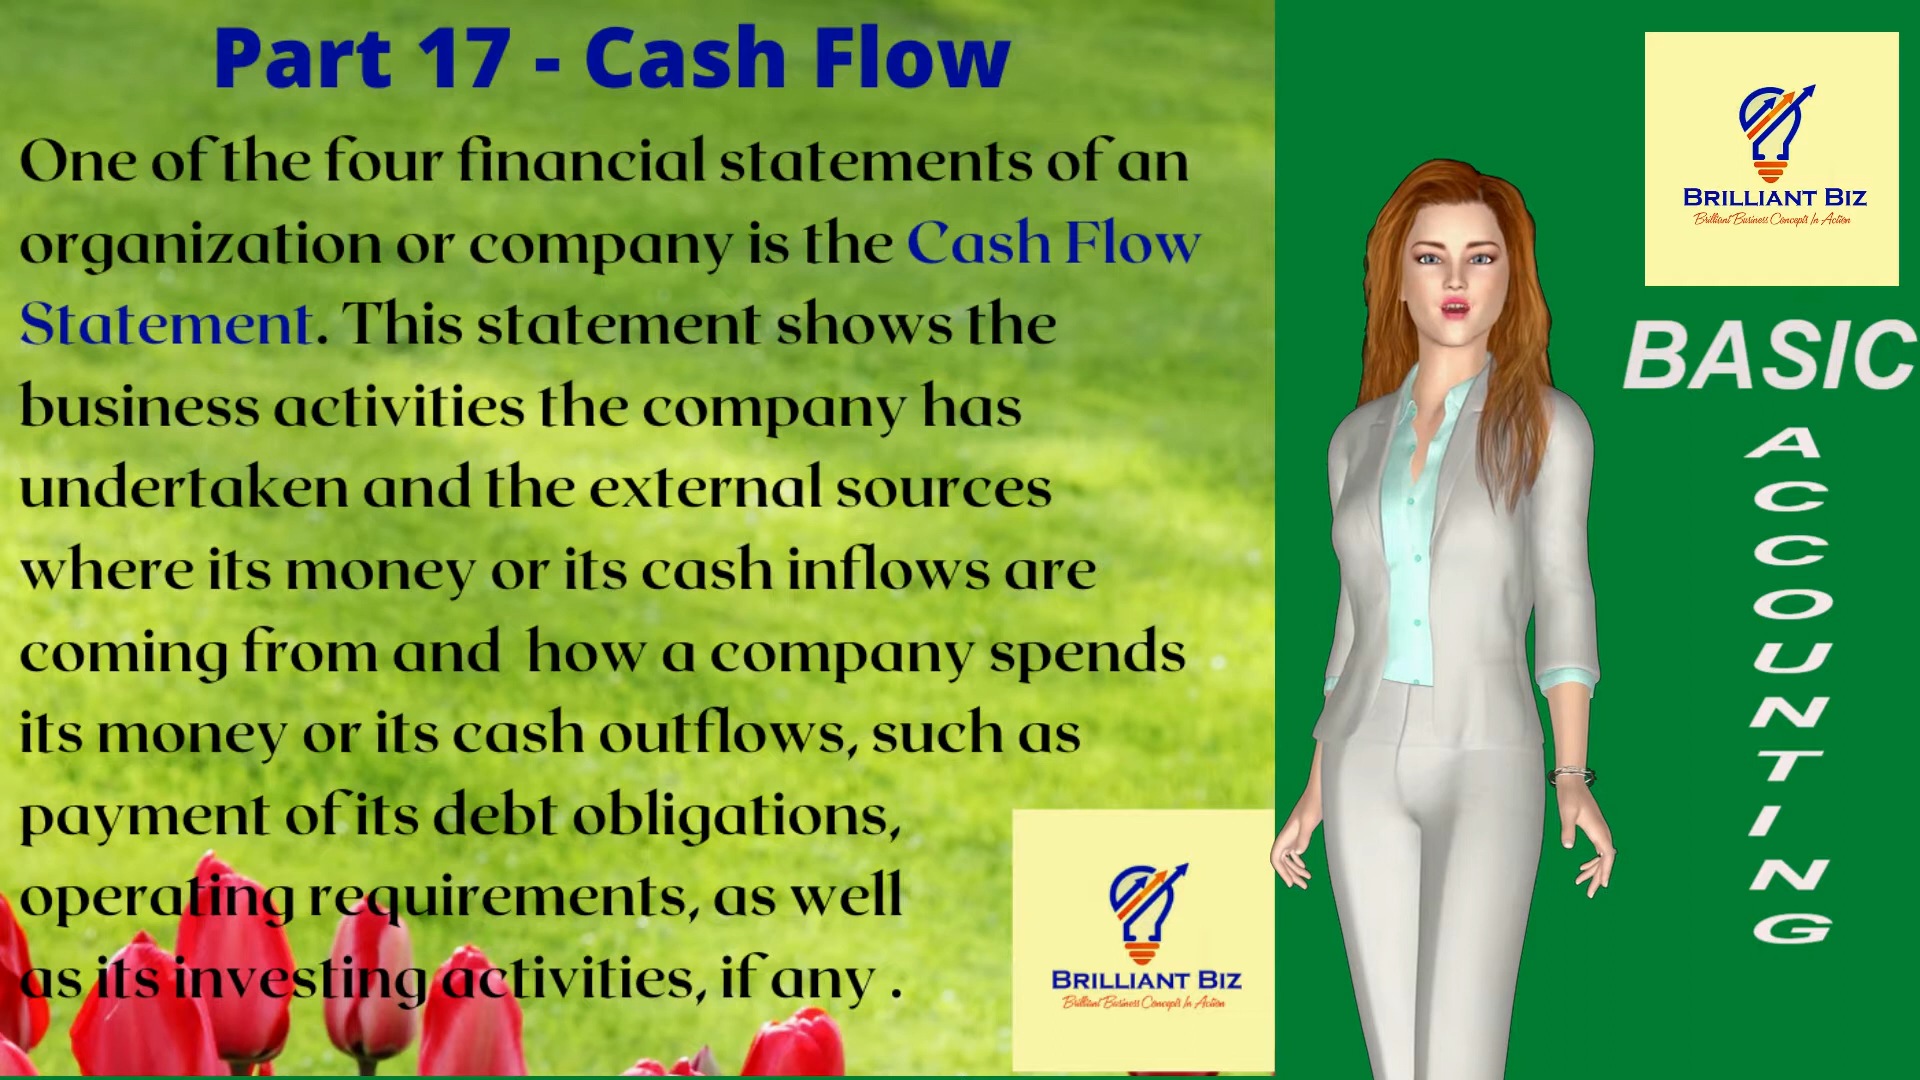 Part 17 - Cash Flow
One of the four financial statements of an
organization or company is the Cash Flow
Statement. This statement shows the
business activities the company has
undertaken and the external sources
where its money or its cash inflows are
coming from and how a company spends
its money or its cash outflows, such as
payment of its debt obligations,
operating requirements, as well
as its investing activities, if any .
BRILLIANT BIZ
Brilliant Business Concepts In Action
BRILLIANT BIZ
Brilliant Business Concepts In Action
BASIC
ACCOUNTING